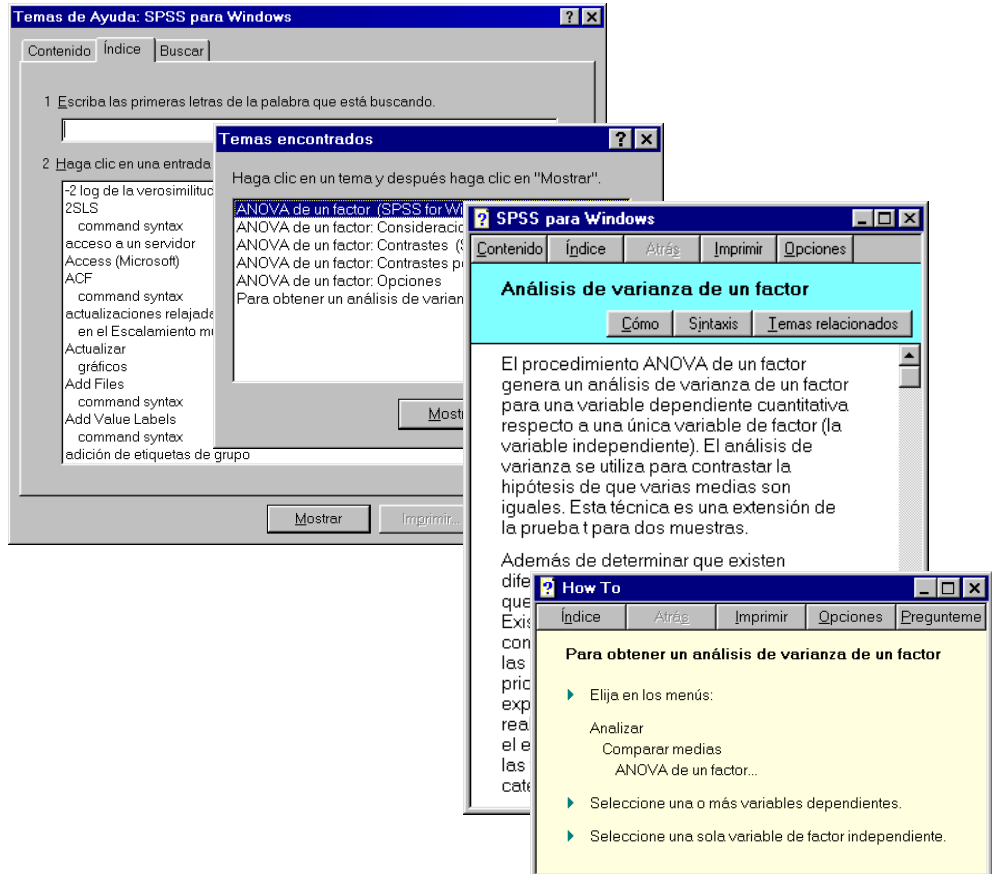 Temas de Ayuda: SPSS para Windows
Contenido Índice Buscar
1 Escriba las primeras letras de la palabra que está buscando.
2 Haga clic en una entrada
-2 log de la verosimilitud
2SLS
command syntax
acceso a un servidor
Access (Microsoft)
ACF
command syntax
actualizaciones relajada
en el Escalamiento mu
Actualizar
gráficos
Add Files
command syntax
Add Value Labels
command syntax
adición de etiquetas de grupo
Mostrar Imprimir...
Temas encontrados
Haga clic en un tema y después haga clic en "Mostrar".
ANOVA de un factor (SPSS for Wi
ANOVA de un factor: Consideracio
ANOVA de un factor: Contrastes (S
ANOVA de un factor: Contrastes p
ANOVA de un factor: Opciones
Para obtener un análisis de varian
Most
SPSS para Windows
Contenido Índice Atrás Imprimir Opciones
Análisis de varianza de un factor
Cómo Sintaxis Temas relacionados
El procedimiento ANOVA de un factor
genera un análisis de varianza de un factor
para una variable dependiente cuantitativa
respecto a una única variable de factor (la
variable independiente). El análisis de
varianza se utiliza para contrastar la
hipótesis de que varias medias son
iguales. Esta técnica es una extensión de
la prueba t para dos muestras.
Además de determinar que existen
dife
que
Exis
con
las
prio
exp
rea
el e
las
cate
How To
Índice Atrás Imprimir Opciones Pregunteme
Para obtener un análisis de varianza de un factor
Elija en los menús:
Analizar
Comparar medias
ANOVA de un factor...
Seleccione una o más variables dependientes.
Seleccione una sola variable de factor independiente.